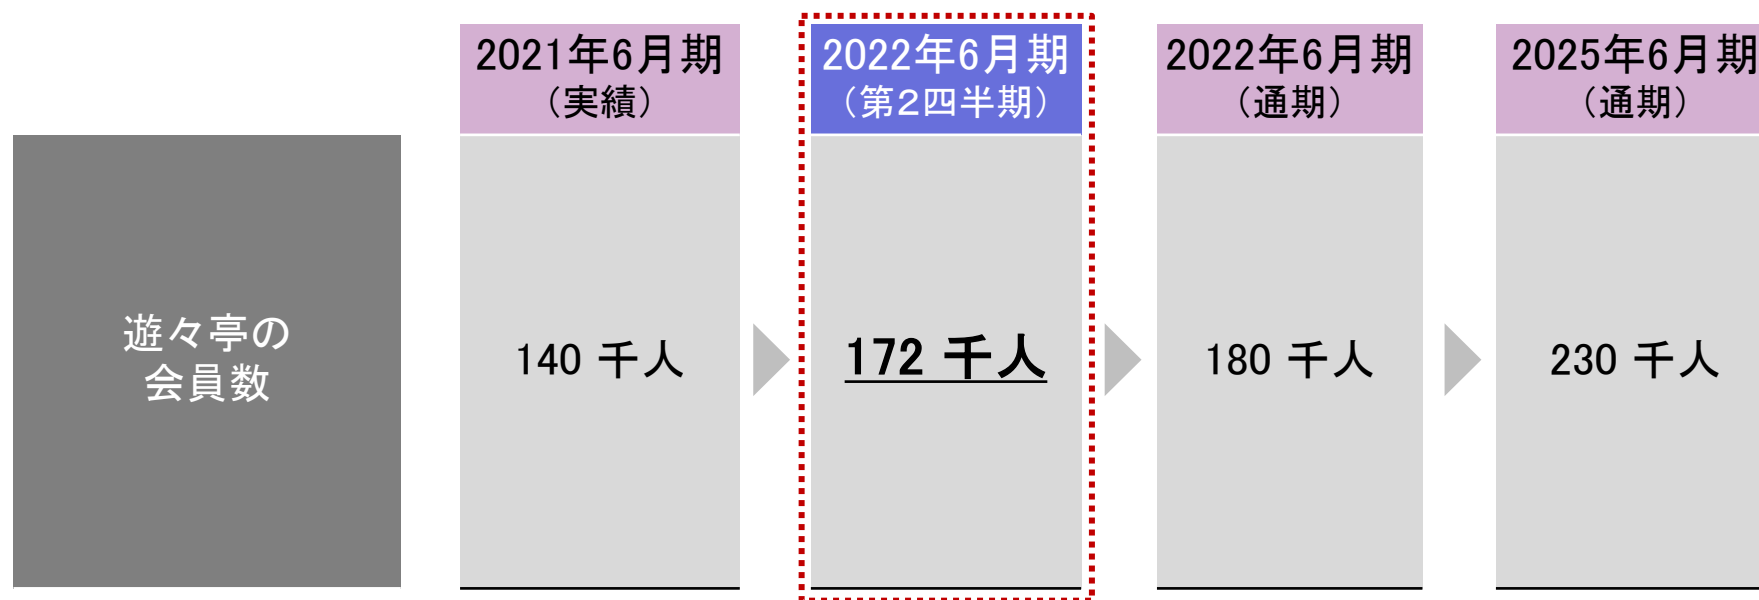 2021年6月期
（実績）
2022年6月期
（第２四半期）
2022年6月期
（通期）
2025年6月期
（通期）
遊々亭の
会員数
140 千人
172 千人
180 千人
230 千人